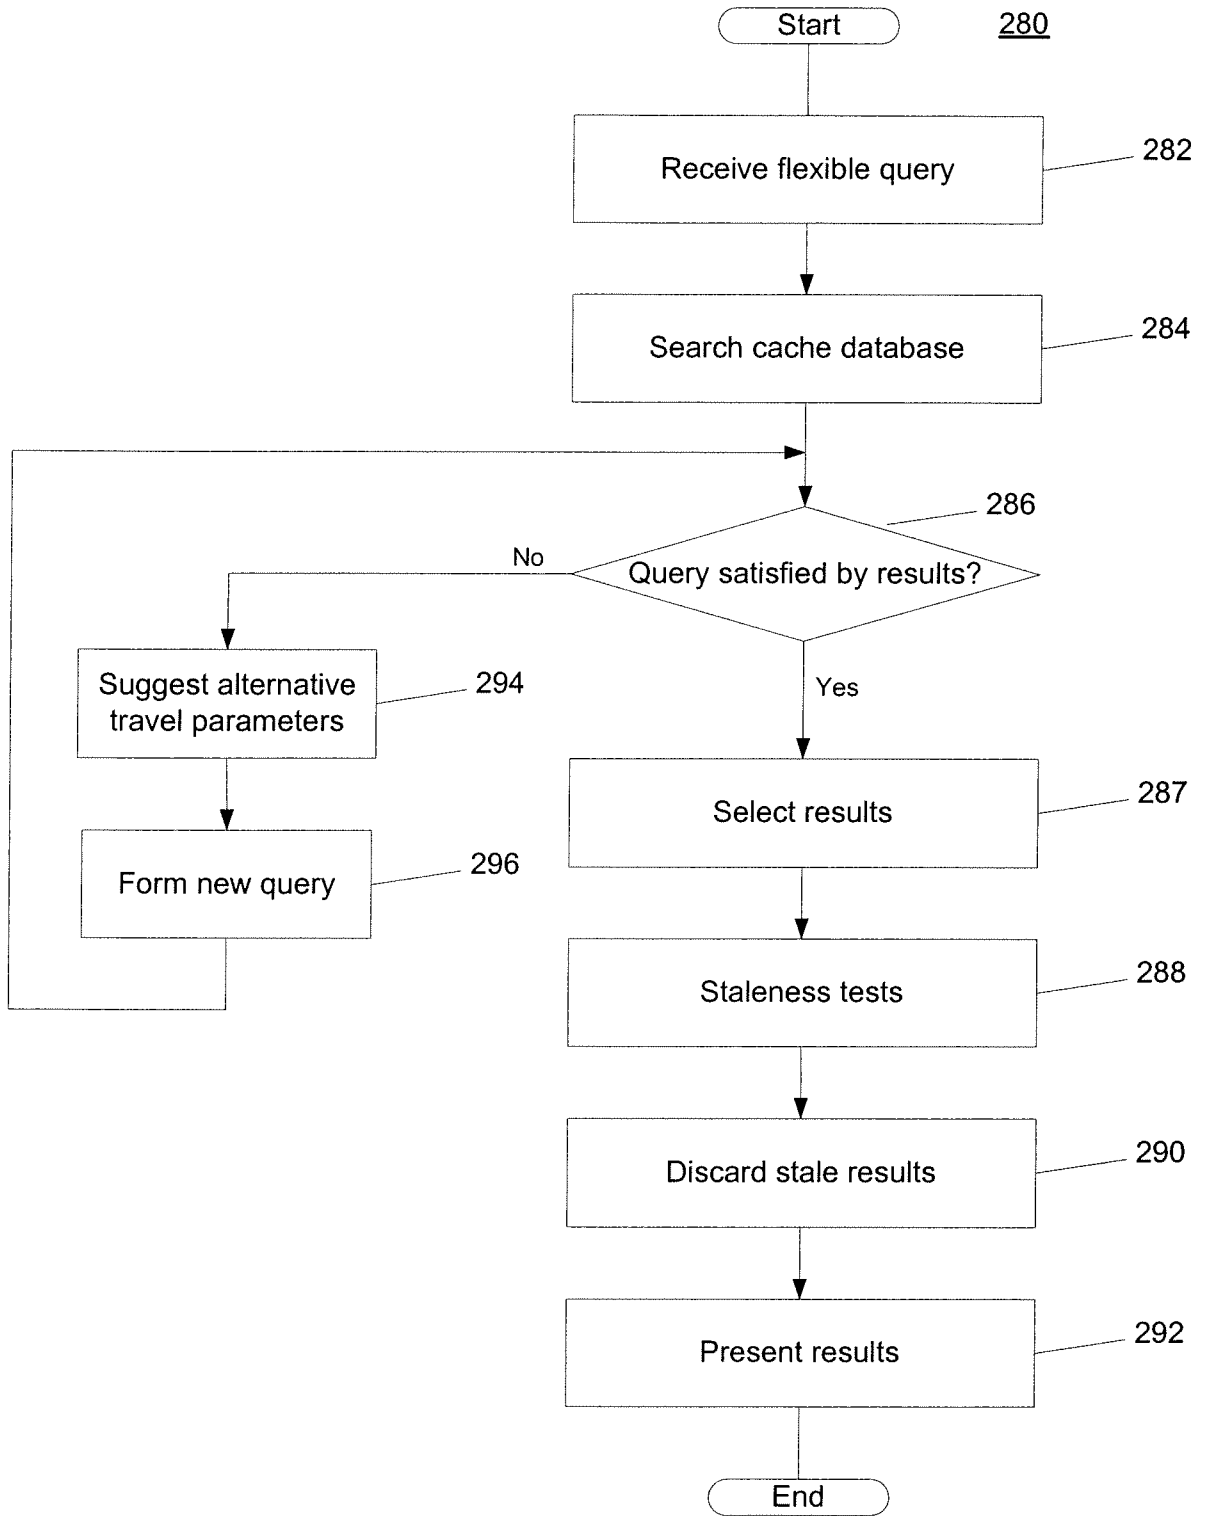 Start
280
Receive flexible query
282
Search cache database
284
286
Query satisfied by results?
No
Yes
Suggest alternative
travel parameters
294
Select results
287
Form new query
296
Staleness tests
288
Discard stale results
290
Present results
292
End